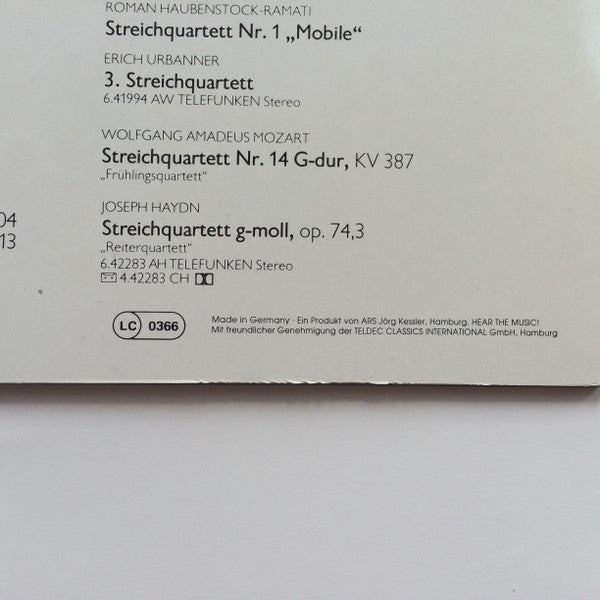 ROMAN HAUBENSTOCK-RAMATI
Streichquartett Nr. 1 „Mobile“
ERICH URBANNER
3. Streichquartett
6.41994 AW TELEFUNKEN Stereo
WOLFGANG AMADEUS MOZART
Streichquartett Nr. 14 G-dur, KV 387
„Frühlingsquartett“
JOSEPH HAYDN
04
Streichquartett g-moll, op. 74,3
13
„Reiterquartett“
6.42283 AH TELEFUNKEN Stereo
4.42283 CH
LC 0366
Made in Germany · Ein Produkt von ARS Jörg Kessler, Hamburg. HEAR THE MUSIC!
Mit freundlicher Genehmigung der TELDEC CLASSICS INTERNATIONAL GmbH, Hamburg